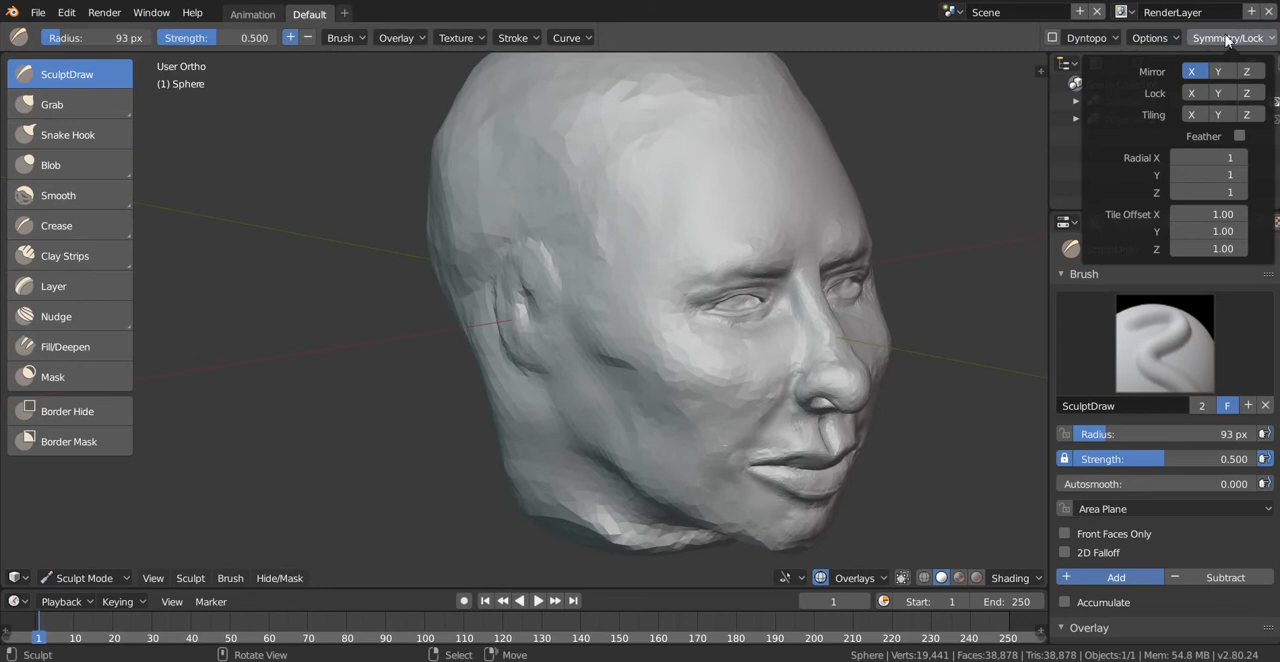 File Edit Render Window Help Animation Default Scene RenderLayer
Radius: 93 px Strength: 0.500 Brush Overlay Texture Stroke Curve Dyntopo Options Symmetry/Lock
User Ortho
(1) Sphere
SculptDraw
Grab
Snake Hook
Blob
Smooth
Crease
Clay Strips
Layer
Nudge
Fill/Deepen
Mask
Border Hide
Border Mask
Mirror X Y Z
Lock X Y Z
Tiling X Y Z
Feather
Radial X 1
Y 1
Z 1
Tile Offset X 1.00
Y 1.00
Z 1.00
Brush
SculptDraw 2 F
Radius: 93 px
Strength: 0.500
Autosmooth: 0.000
Area Plane
Front Faces Only
2D Falloff
Add Subtract
Accumulate
Overlay
Sculpt Mode View Sculpt Brush Hide/Mask Overlays Shading
Playback Keying View Marker 1 Start: 1 End: 250
1 10 20 30 40 50 60 70 80 90 100 110 120 130 140 150 160 170 180 190 200 210 220 230 240 250
Sculpt Rotate View Select Move Sphere | Verts:19,441 | Faces:38,878 | Tris:38,878 | Objects:1/1 | Mem: 54.8 MB | v2.80.24